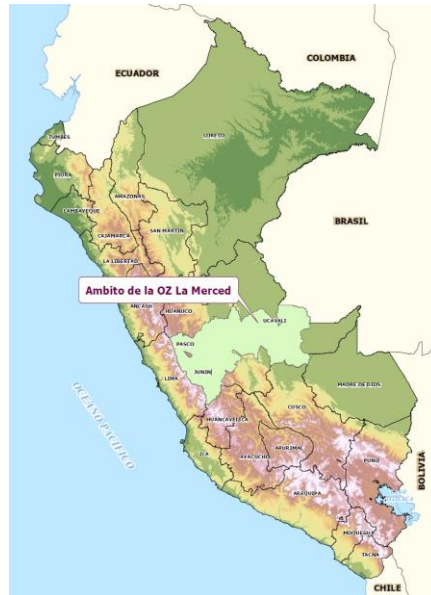 COLOMBIA
ECUADOR
LORETO
TUMBES
PIURA
AMAZONAS
LAMBAYEQUE
CAJAMARCA
SAN MARTIN
BRASIL
LA LIBERTAD
Ambito de la OZ La Merced
ANCASH
HUANUCO
UCAYALI
PASCO
JUNIN
LIMA
MADRE DE DIOS
CUSCO
OCEANO PACIFICO
HUANCAVELICA
AYACUCHO
APURIMAC
ICA
PUNO
BOLIVIA
AREQUIPA
MOQUEGUA
TACNA
CHILE